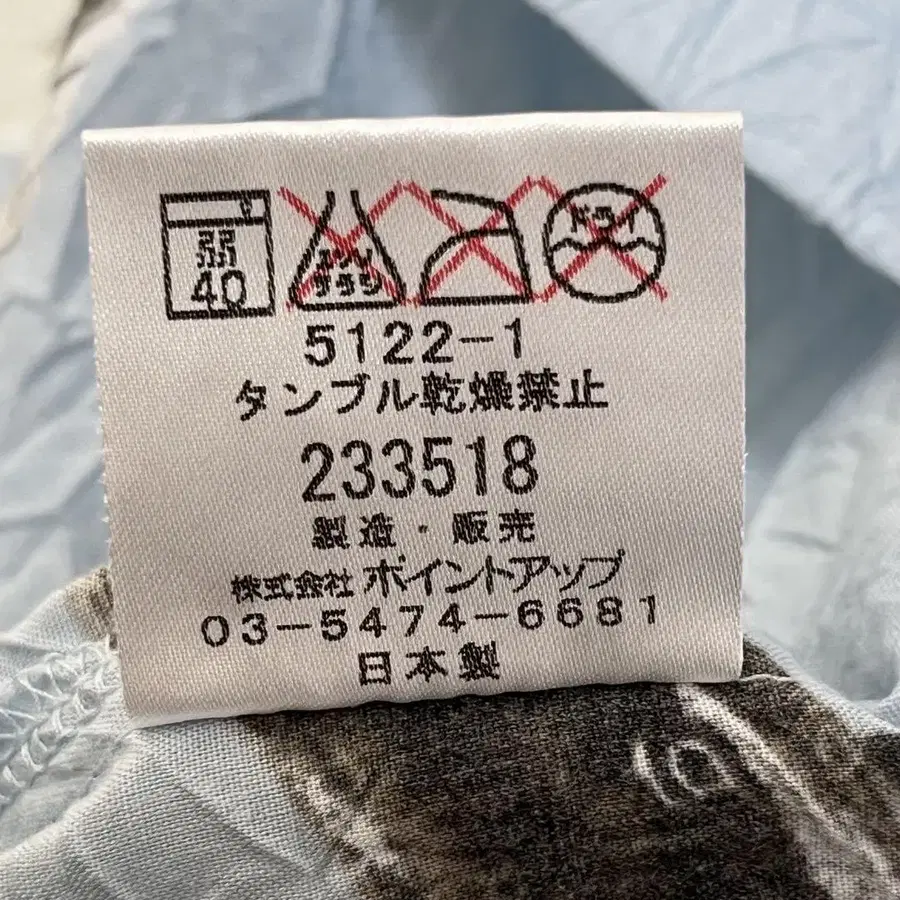 弱
40
エンソ
サラシ
ドライ
5122-1
タンブル乾燥禁止
233518
製造・販売
株式会社ポイントアップ
03-5474-6681
日本製